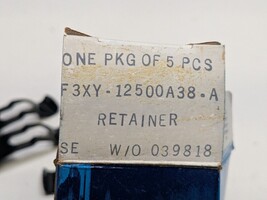 ONE PKG OF 5 PCS
F3XY-12500A38-A
RETAINER
SE W/O 039818